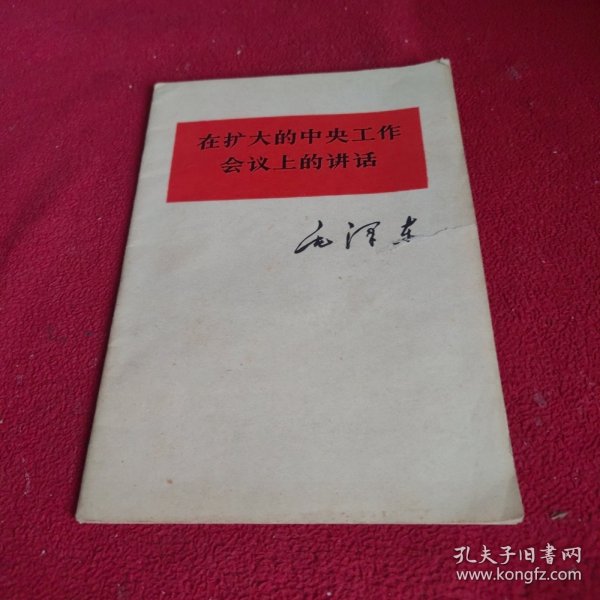 在扩大的中央工作
会议上的讲话
毛泽东
孔夫子旧书网
www.kongfz.com